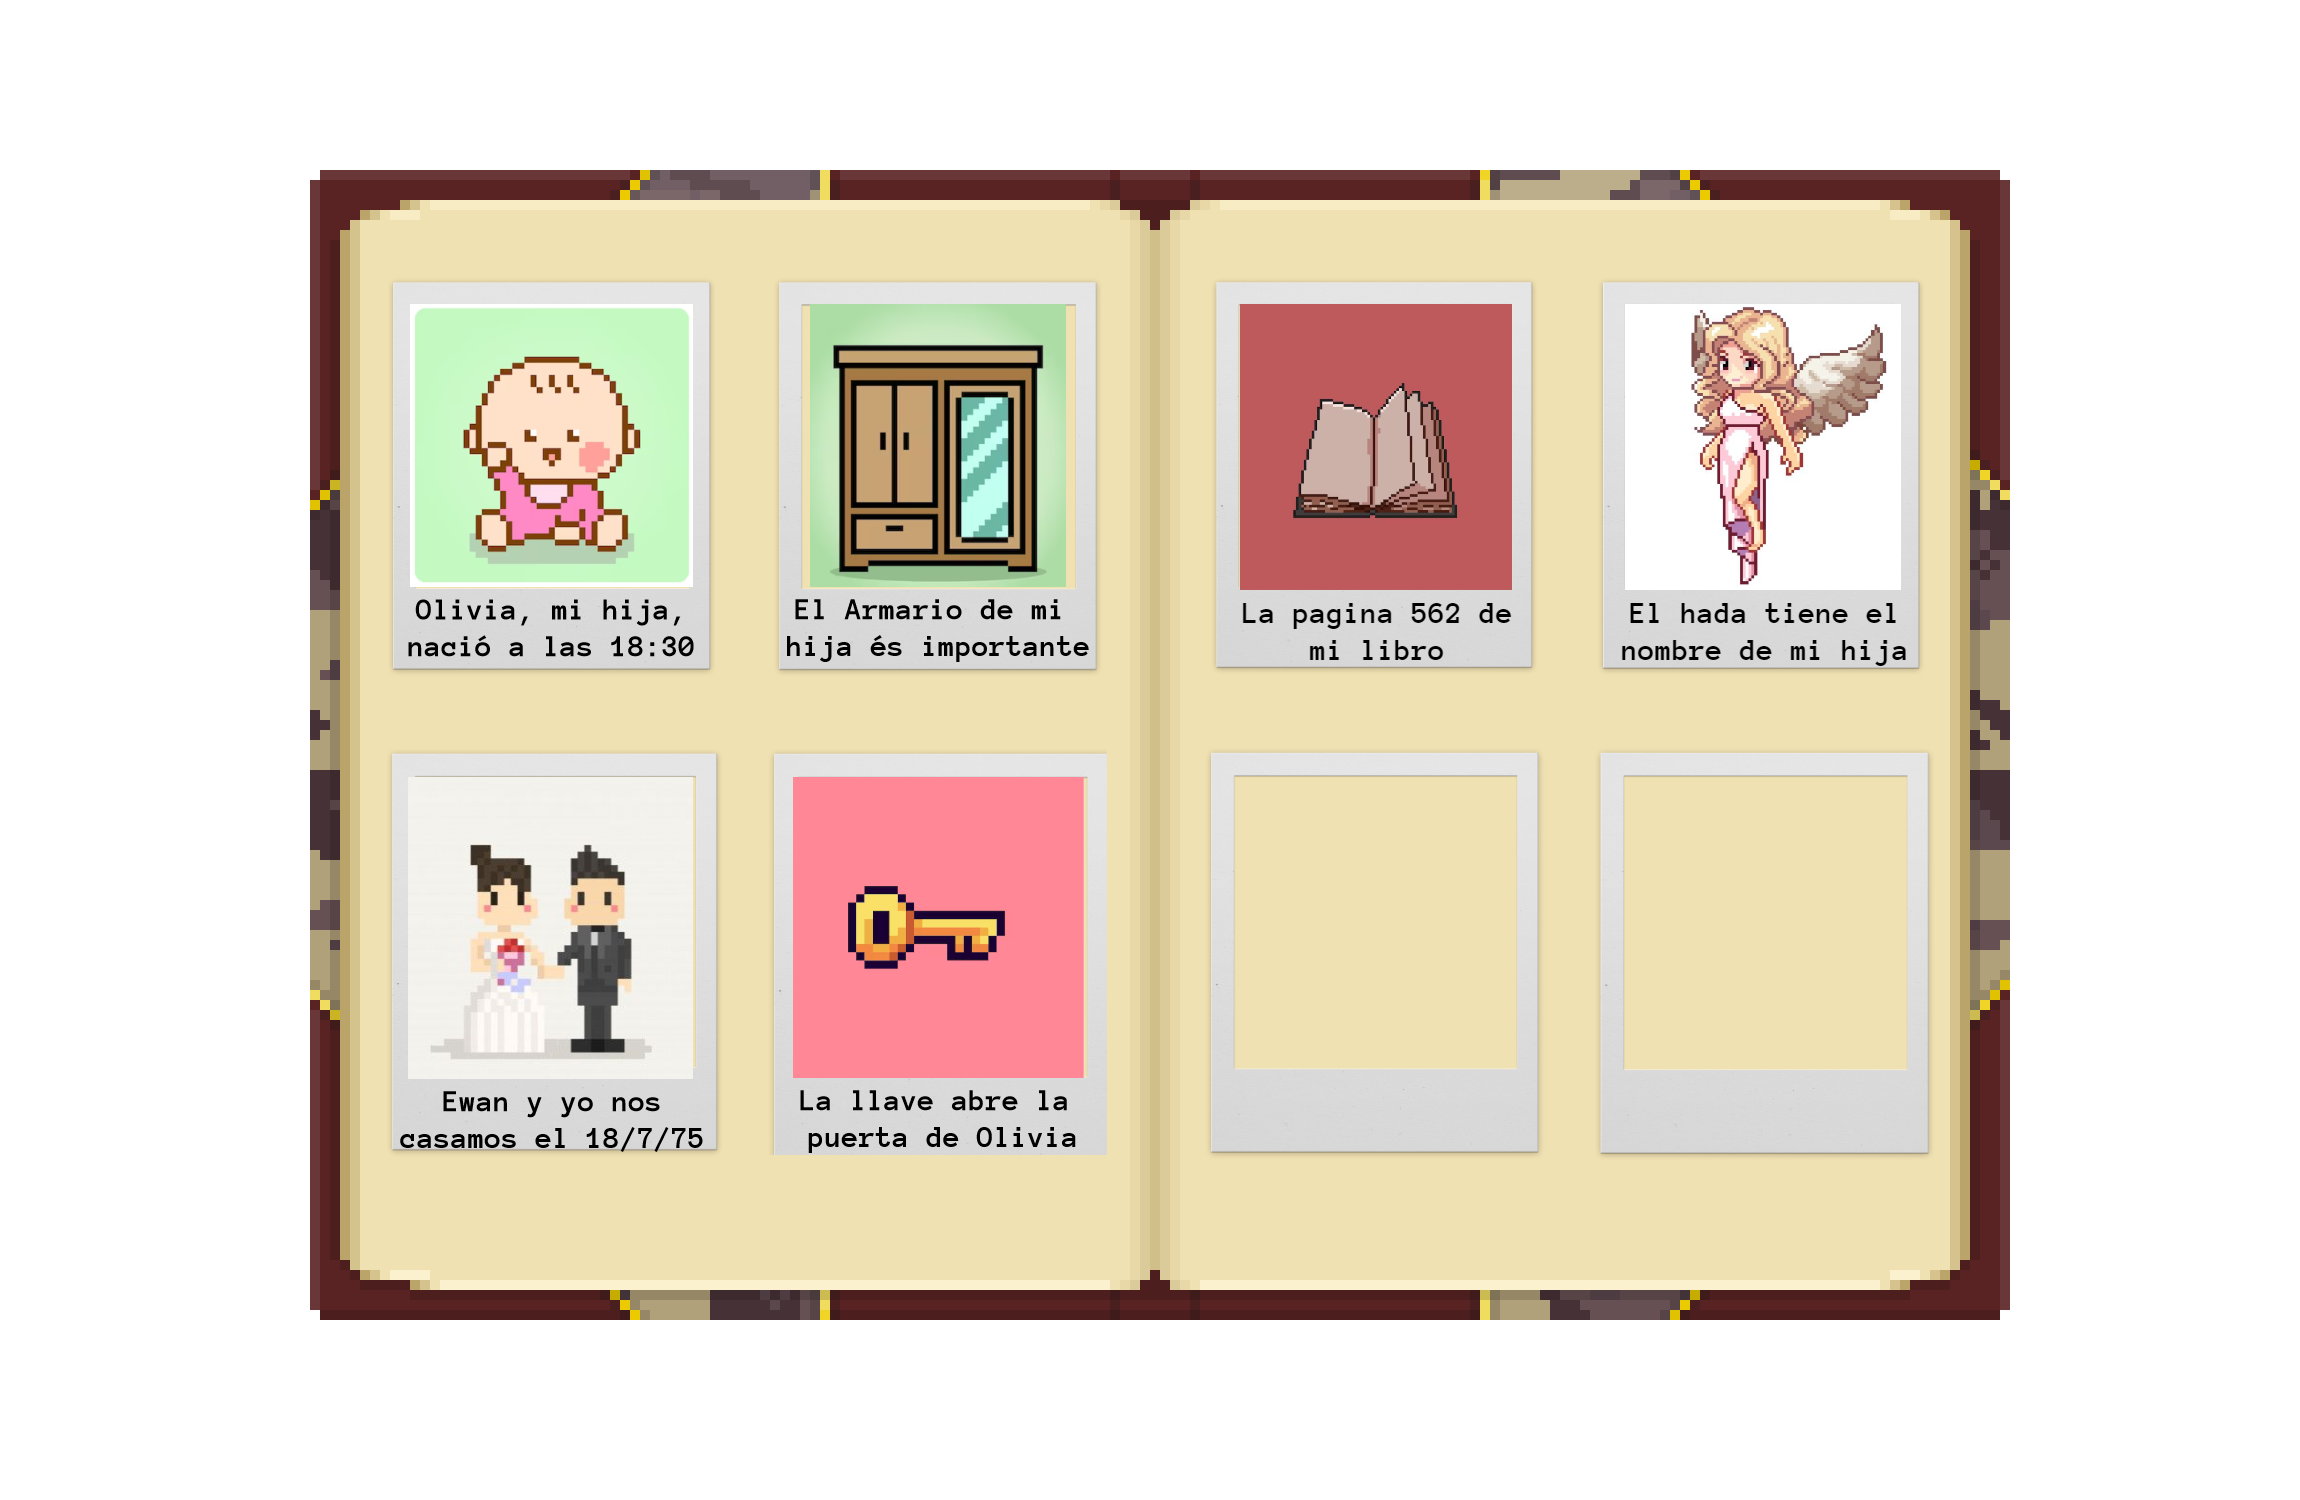 Olivia, mi hija,
nació a las 18:30
El Armario de mi
hija és importante
Ewan y yo nos
casamos el 18/7/75
La llave abre la
puerta de Olivia
La pagina 562 de
mi libro
El hada tiene el
nombre de mi hija